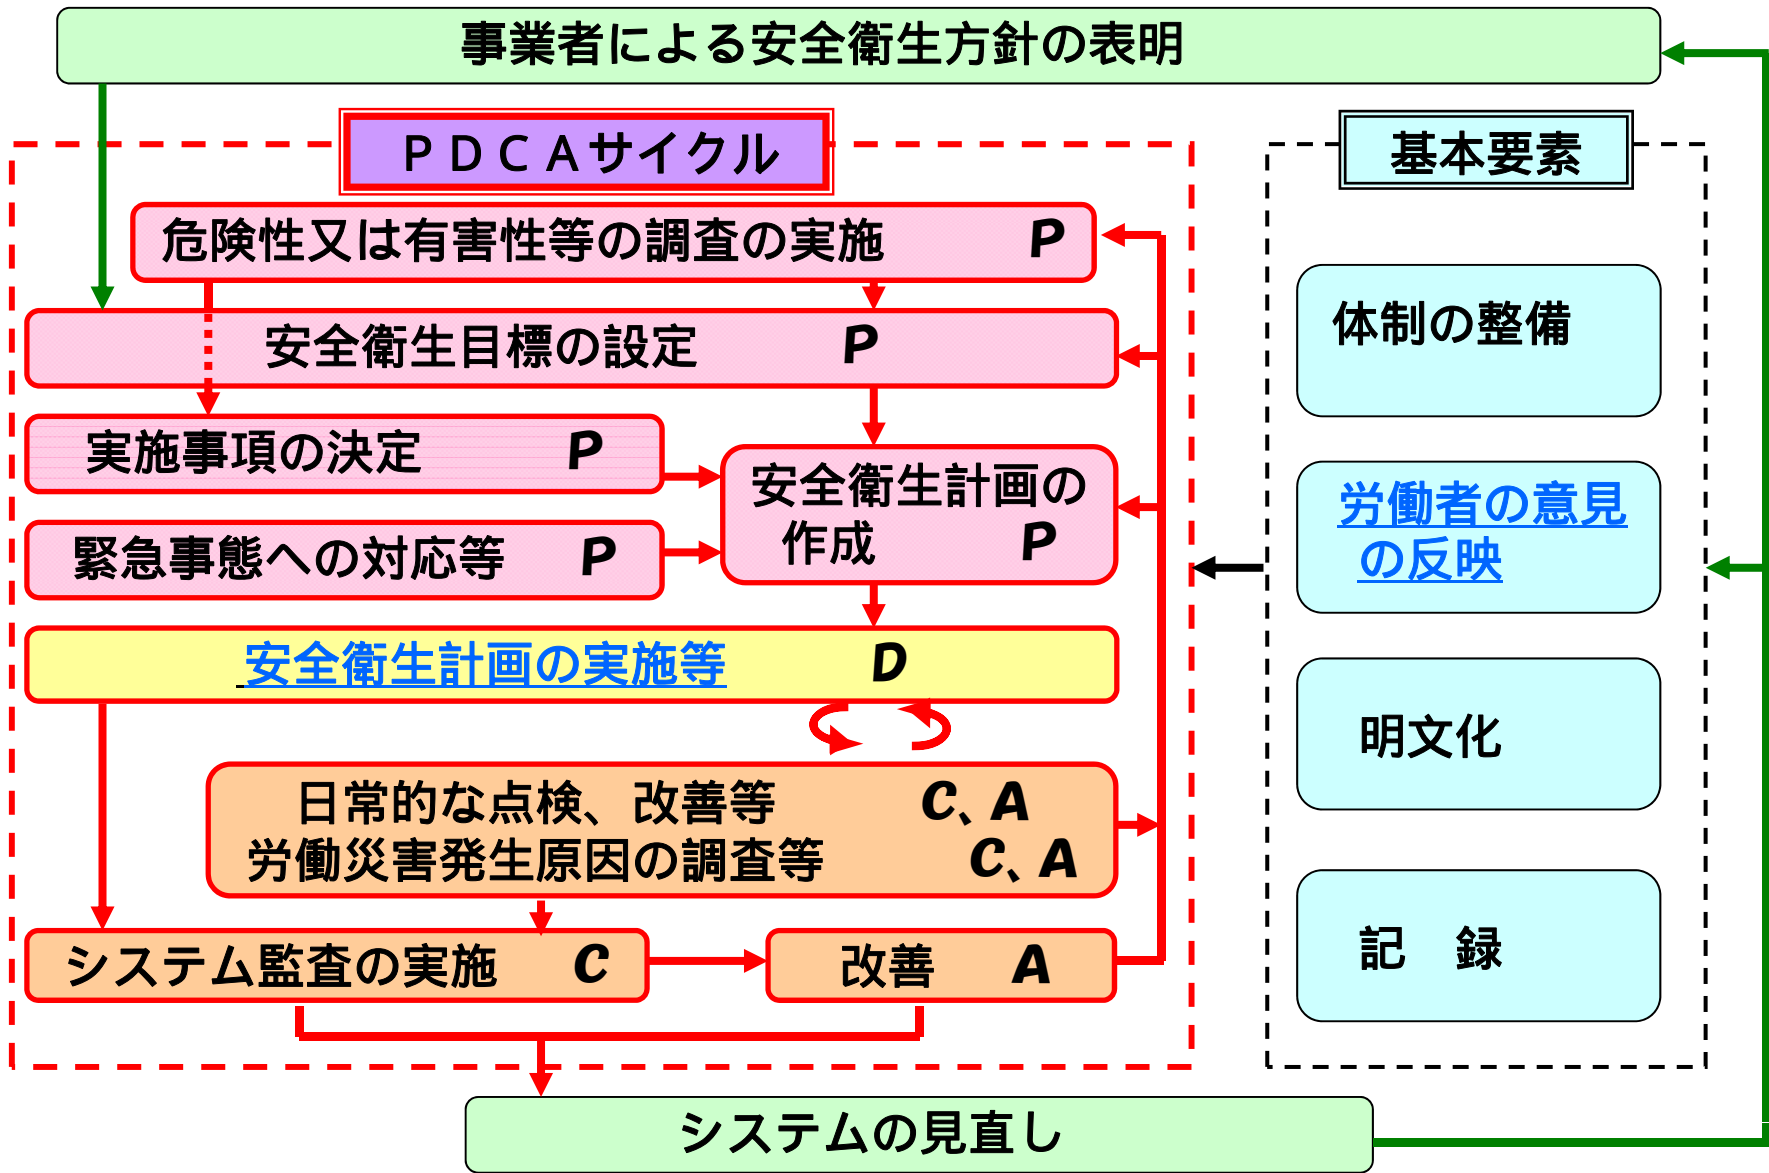 事業者による安全衛生方針の表明
ＰＤＣＡサイクル
危険性又は有害性等の調査の実施　　　P
安全衛生目標の設定　　　P
実施事項の決定　　　P
緊急事態への対応等　　P
安全衛生計画の
作成　　　P
安全衛生計画の実施等　　　D
日常的な点検、改善等　　　C、A
労働災害発生原因の調査等　　　C、A
システム監査の実施　　C
改善　　A
基本要素
体制の整備
労働者の意見
の反映
明文化
記　録
システムの見直し